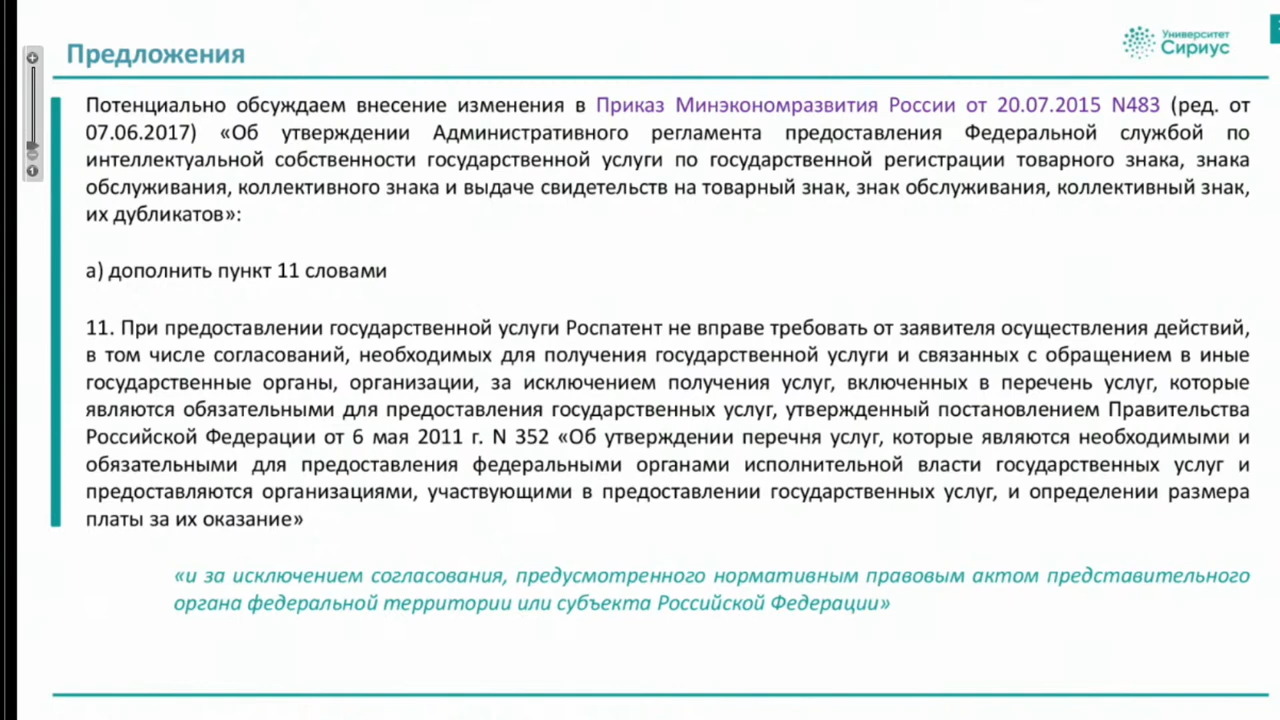 Предложения
Университет
Сириус
Потенциально обсуждаем внесение изменения в Приказ Минэкономразвития России от 20.07.2015 N483 (ред. от
07.06.2017) «Об утверждении Административного регламента предоставления Федеральной службой по
интеллектуальной собственности государственной услуги по государственной регистрации товарного знака, знака
обслуживания, коллективного знака и выдаче свидетельств на товарный знак, знак обслуживания, коллективный знак,
их дубликатов»:
а) дополнить пункт 11 словами
11. При предоставлении государственной услуги Роспатент не вправе требовать от заявителя осуществления действий,
в том числе согласований, необходимых для получения государственной услуги и связанных с обращением в иные
государственные органы, организации, за исключением получения услуг, включенных в перечень услуг, которые
являются обязательными для предоставления государственных услуг, утвержденный постановлением Правительства
Российской Федерации от 6 мая 2011 г. N 352 «Об утверждении перечня услуг, которые являются необходимыми и
обязательными для предоставления федеральными органами исполнительной власти государственных услуг и
предоставляются организациями, участвующими в предоставлении государственных услуг, и определении размера
платы за их оказание»
«и за исключением согласования, предусмотренного нормативным правовым актом представительного
органа федеральной территории или субъекта Российской Федерации»